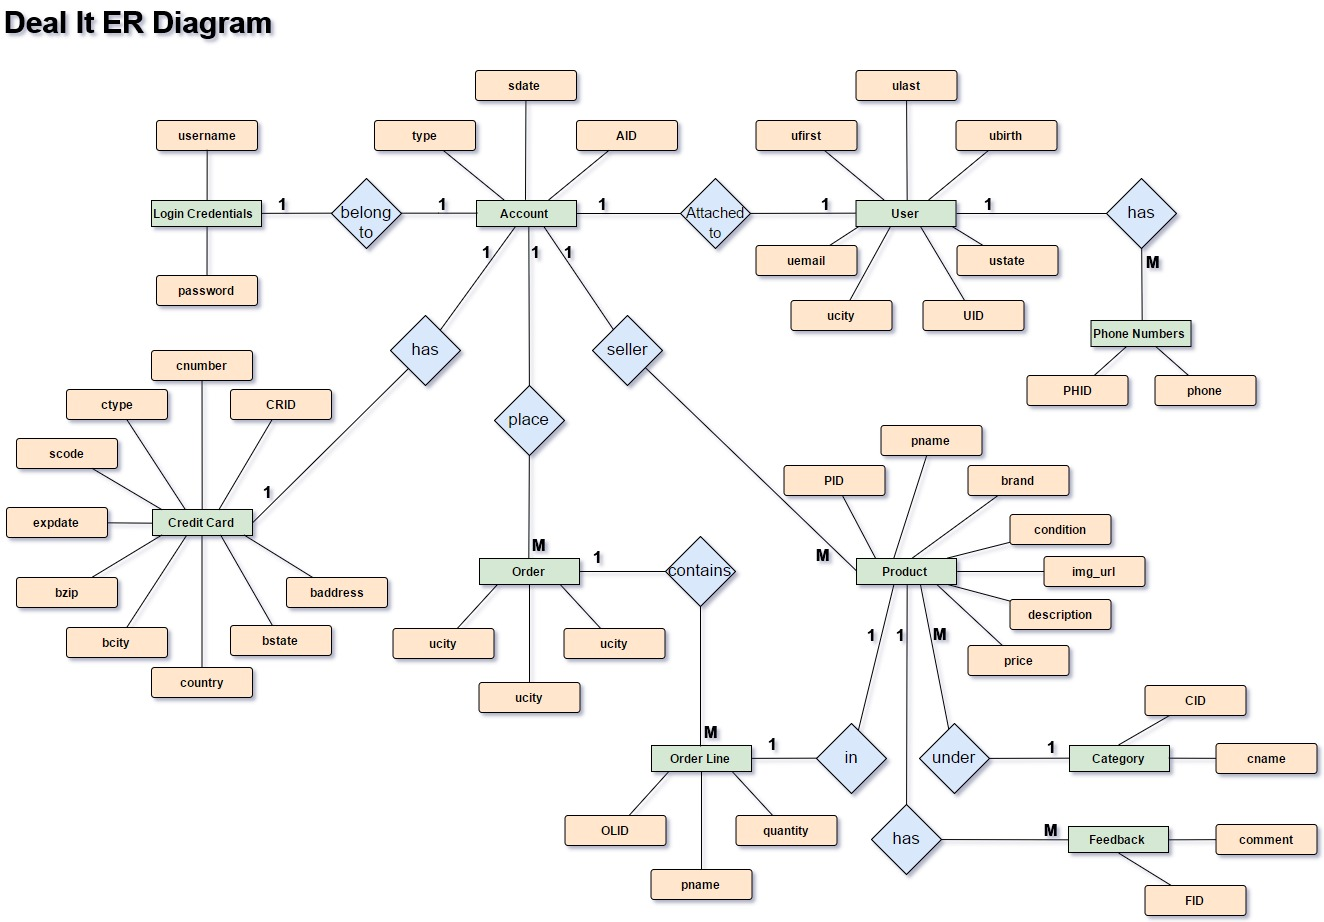 Deal It ER Diagram
sdate
ulast
username
type
AID
ufirst
ubirth
Login Credentials
1
belong
to
1
Account
1
Attached
to
1
User
1
has
M
password
uemail
ustate
ucity
UID
1
1
1
has
seller
place
Phone Numbers
PHID
phone
cnumber
ctype
CRID
scode
expdate
Credit Card
1
bzip
baddress
bcity
bstate
country
M
Order
1
contains
ucity
ucity
ucity
M
pname
PID
brand
condition
M
Product
img_url
description
price
1
1
M
Order Line
1
in
under
1
Category
CID
cname
OLID
quantity
pname
has
M
Feedback
comment
FID